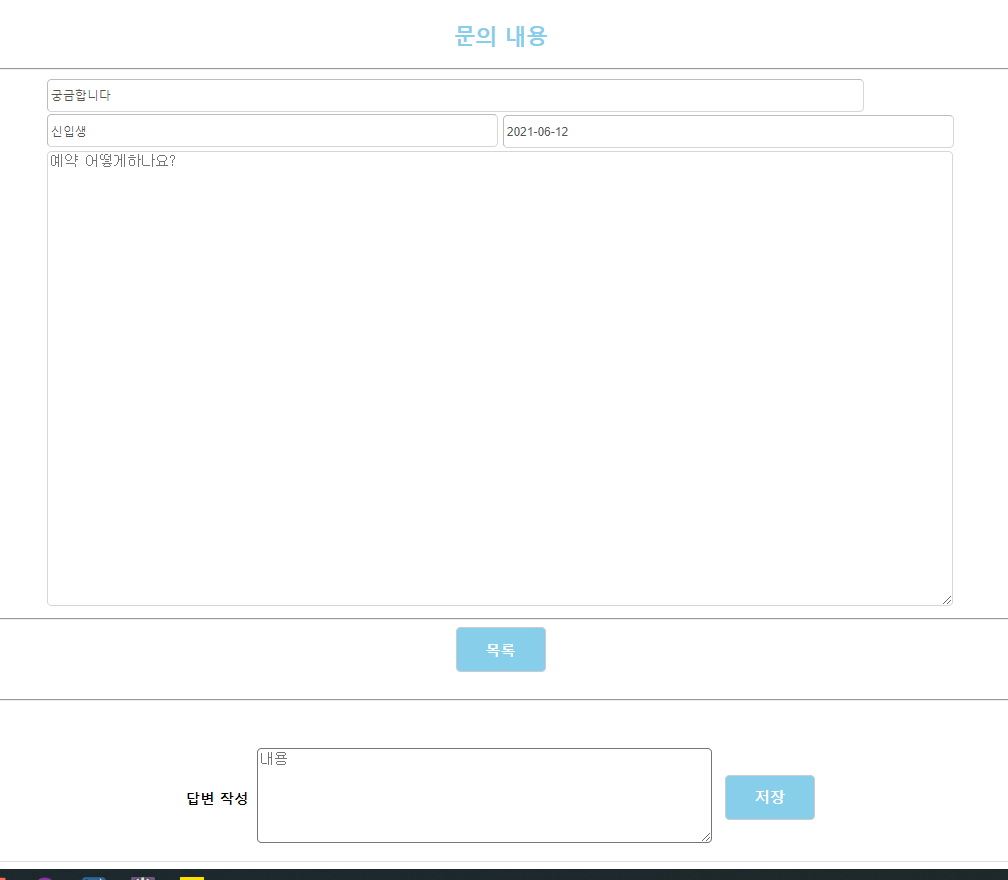 문의 내용
궁금합니다
신입생
2021-06-12
예약 어떻게하나요?
목록
내용
답변 작성
저장